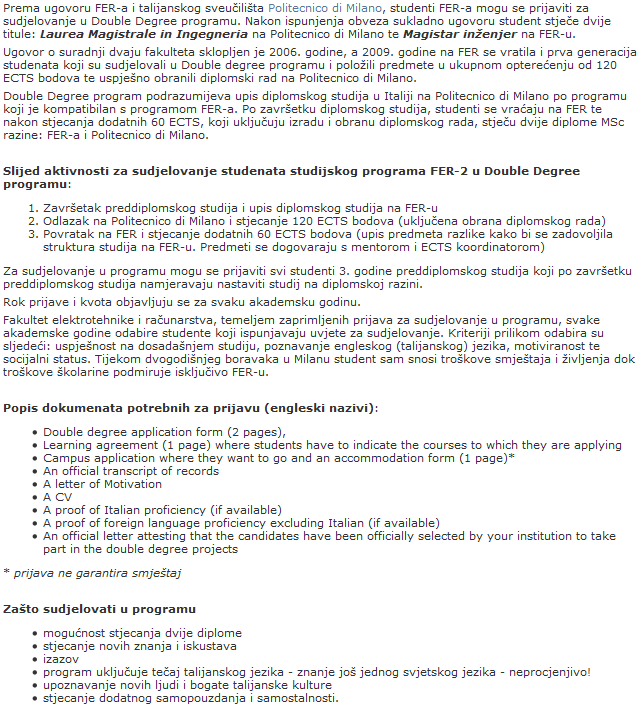 Prema ugovoru FER-a i talijanskog sveučilišta Politecnico di Milano, studenti FER-a mogu se prijaviti za
sudjelovanje u Double Degree programu. Nakon ispunjenja obveza sukladno ugovoru student stječe dvije
titule: Laurea Magistrale in Ingegneria na Politecnico di Milano te Magistar inženjer na FER-u.
Ugovor o suradnji dvaju fakulteta sklopljen je 2006. godine, a 2009. godine na FER se vratila i prva generacija
studenata koji su sudjelovali u Double degree programu i položili predmete u ukupnom opterećenju od 120
ECTS bodova te uspješno obranili diplomski rad na Politecnico di Milano.
Double Degree program podrazumijeva upis diplomskog studija u Italiji na Politecnico di Milano po programu
koji je kompatibilan s programom FER-a. Po završetku diplomskog studija, studenti se vraćaju na FER te
nakon stjecanja dodatnih 60 ECTS, koji uključuju izradu i obranu diplomskog rada, stječu dvije diplome MSc
razine: FER-a i Politecnico di Milano.
Slijed aktivnosti za sudjelovanje studenata studijskog programa FER-2 u Double Degree
programu:
1. Završetak preddiplomskog studija i upis diplomskog studija na FER-u
2. Odlazak na Politecnico di Milano i stjecanje 120 ECTS bodova (uključena obrana diplomskog rada)
3. Povratak na FER i stjecanje dodatnih 60 ECTS bodova (upis predmeta razlike kako bi se zadovoljila
struktura studija na FER-u. Predmeti se dogovaraju s mentorom i ECTS koordinatorom)
Za sudjelovanje u programu mogu se prijaviti svi studenti 3. godine preddiplomskog studija koji po završetku
preddiplomskog studija namjeravaju nastaviti studij na diplomskoj razini.
Rok prijave i kvota objavljuju se za svaku akademsku godinu.
Fakultet elektrotehnike i računarstva, temeljem zaprimljenih prijava za sudjelovanje u programu, svake
akademske godine odabire studente koji ispunjavaju uvjete za sudjelovanje. Kriteriji prilikom odabira su
sljedeći: uspješnost na dosadašnjem studiju, poznavanje engleskog (talijanskog) jezika, motiviranost te
socijalni status. Tijekom dvogodišnjeg boravaka u Milanu student sam snosi troškove smještaja i življenja dok
troškove školarine podmiruje isključivo FER-u.
Popis dokumenata potrebnih za prijavu (engleski nazivi):
• Double degree application form (2 pages),
• Learning agreement (1 page) where students have to indicate the courses to which they are applying
• Campus application where they want to go and an accommodation form (1 page)*
• An official transcript of records
• A letter of Motivation
• A CV
• A proof of Italian proficiency (if available)
• A proof of foreign language proficiency excluding Italian (if available)
• An official letter attesting that the candidates have been officially selected by your institution to take
part in the double degree projects
* prijava ne garantira smještaj
Zašto sudjelovati u programu
• mogućnost stjecanja dvije diplome
• stjecanje novih znanja i iskustava
• izazov
• program uključuje tečaj talijanskog jezika - znanje još jednog svjetskog jezika - neprocjenjivo!
• upoznavanje novih ljudi i bogate talijanske kulture
• stjecanje dodatnog samopouzdanja i samostalnosti.